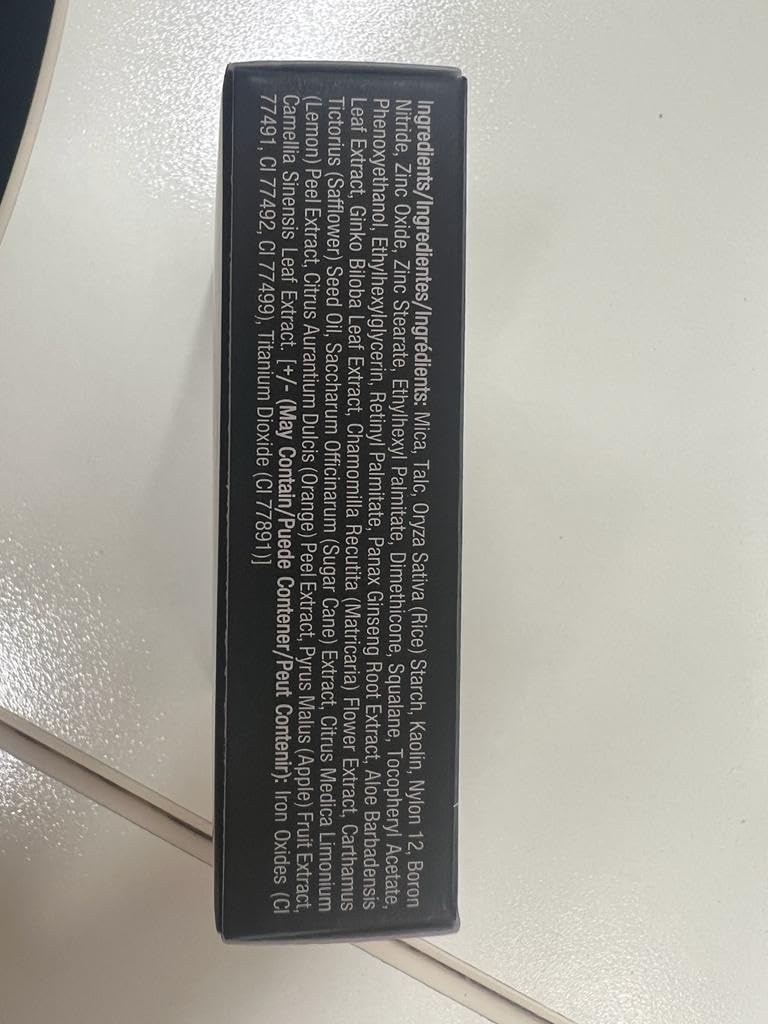 Ingredients/Ingredientes/Ingrédients: Mica, Talc, Oryza Sativa (Rice) Starch, Kaolin, Nylon 12, Boron
Nitride, Zinc Oxide, Zinc Stearate, Ethylhexyl Palmitate, Dimethicone, Squalane, Tocopheryl Acetate,
Phenoxyethanol, Ethylhexylglycerin, Retinyl Palmitate, Panax Ginseng Root Extract, Aloe Barbadensis
Leaf Extract, Ginko Biloba Leaf Extract, Chamomilla Recutita (Matricaria) Flower Extract, Carthamus
Tictorius (Safflower) Seed Oil, Saccharum Officinarum (Sugar Cane) Extract, Citrus Medica Limonium
(Lemon) Peel Extract, Citrus Aurantium Dulcis (Orange) Peel Extract, Pyrus Malus (Apple) Fruit Extract,
Camellia Sinensis Leaf Extract. [+/- (May Contain/Puede Contener/Peut Contenir): Iron Oxides (CI
77491, CI 77492, CI 77499), Titanium Dioxide (CI 77891)]